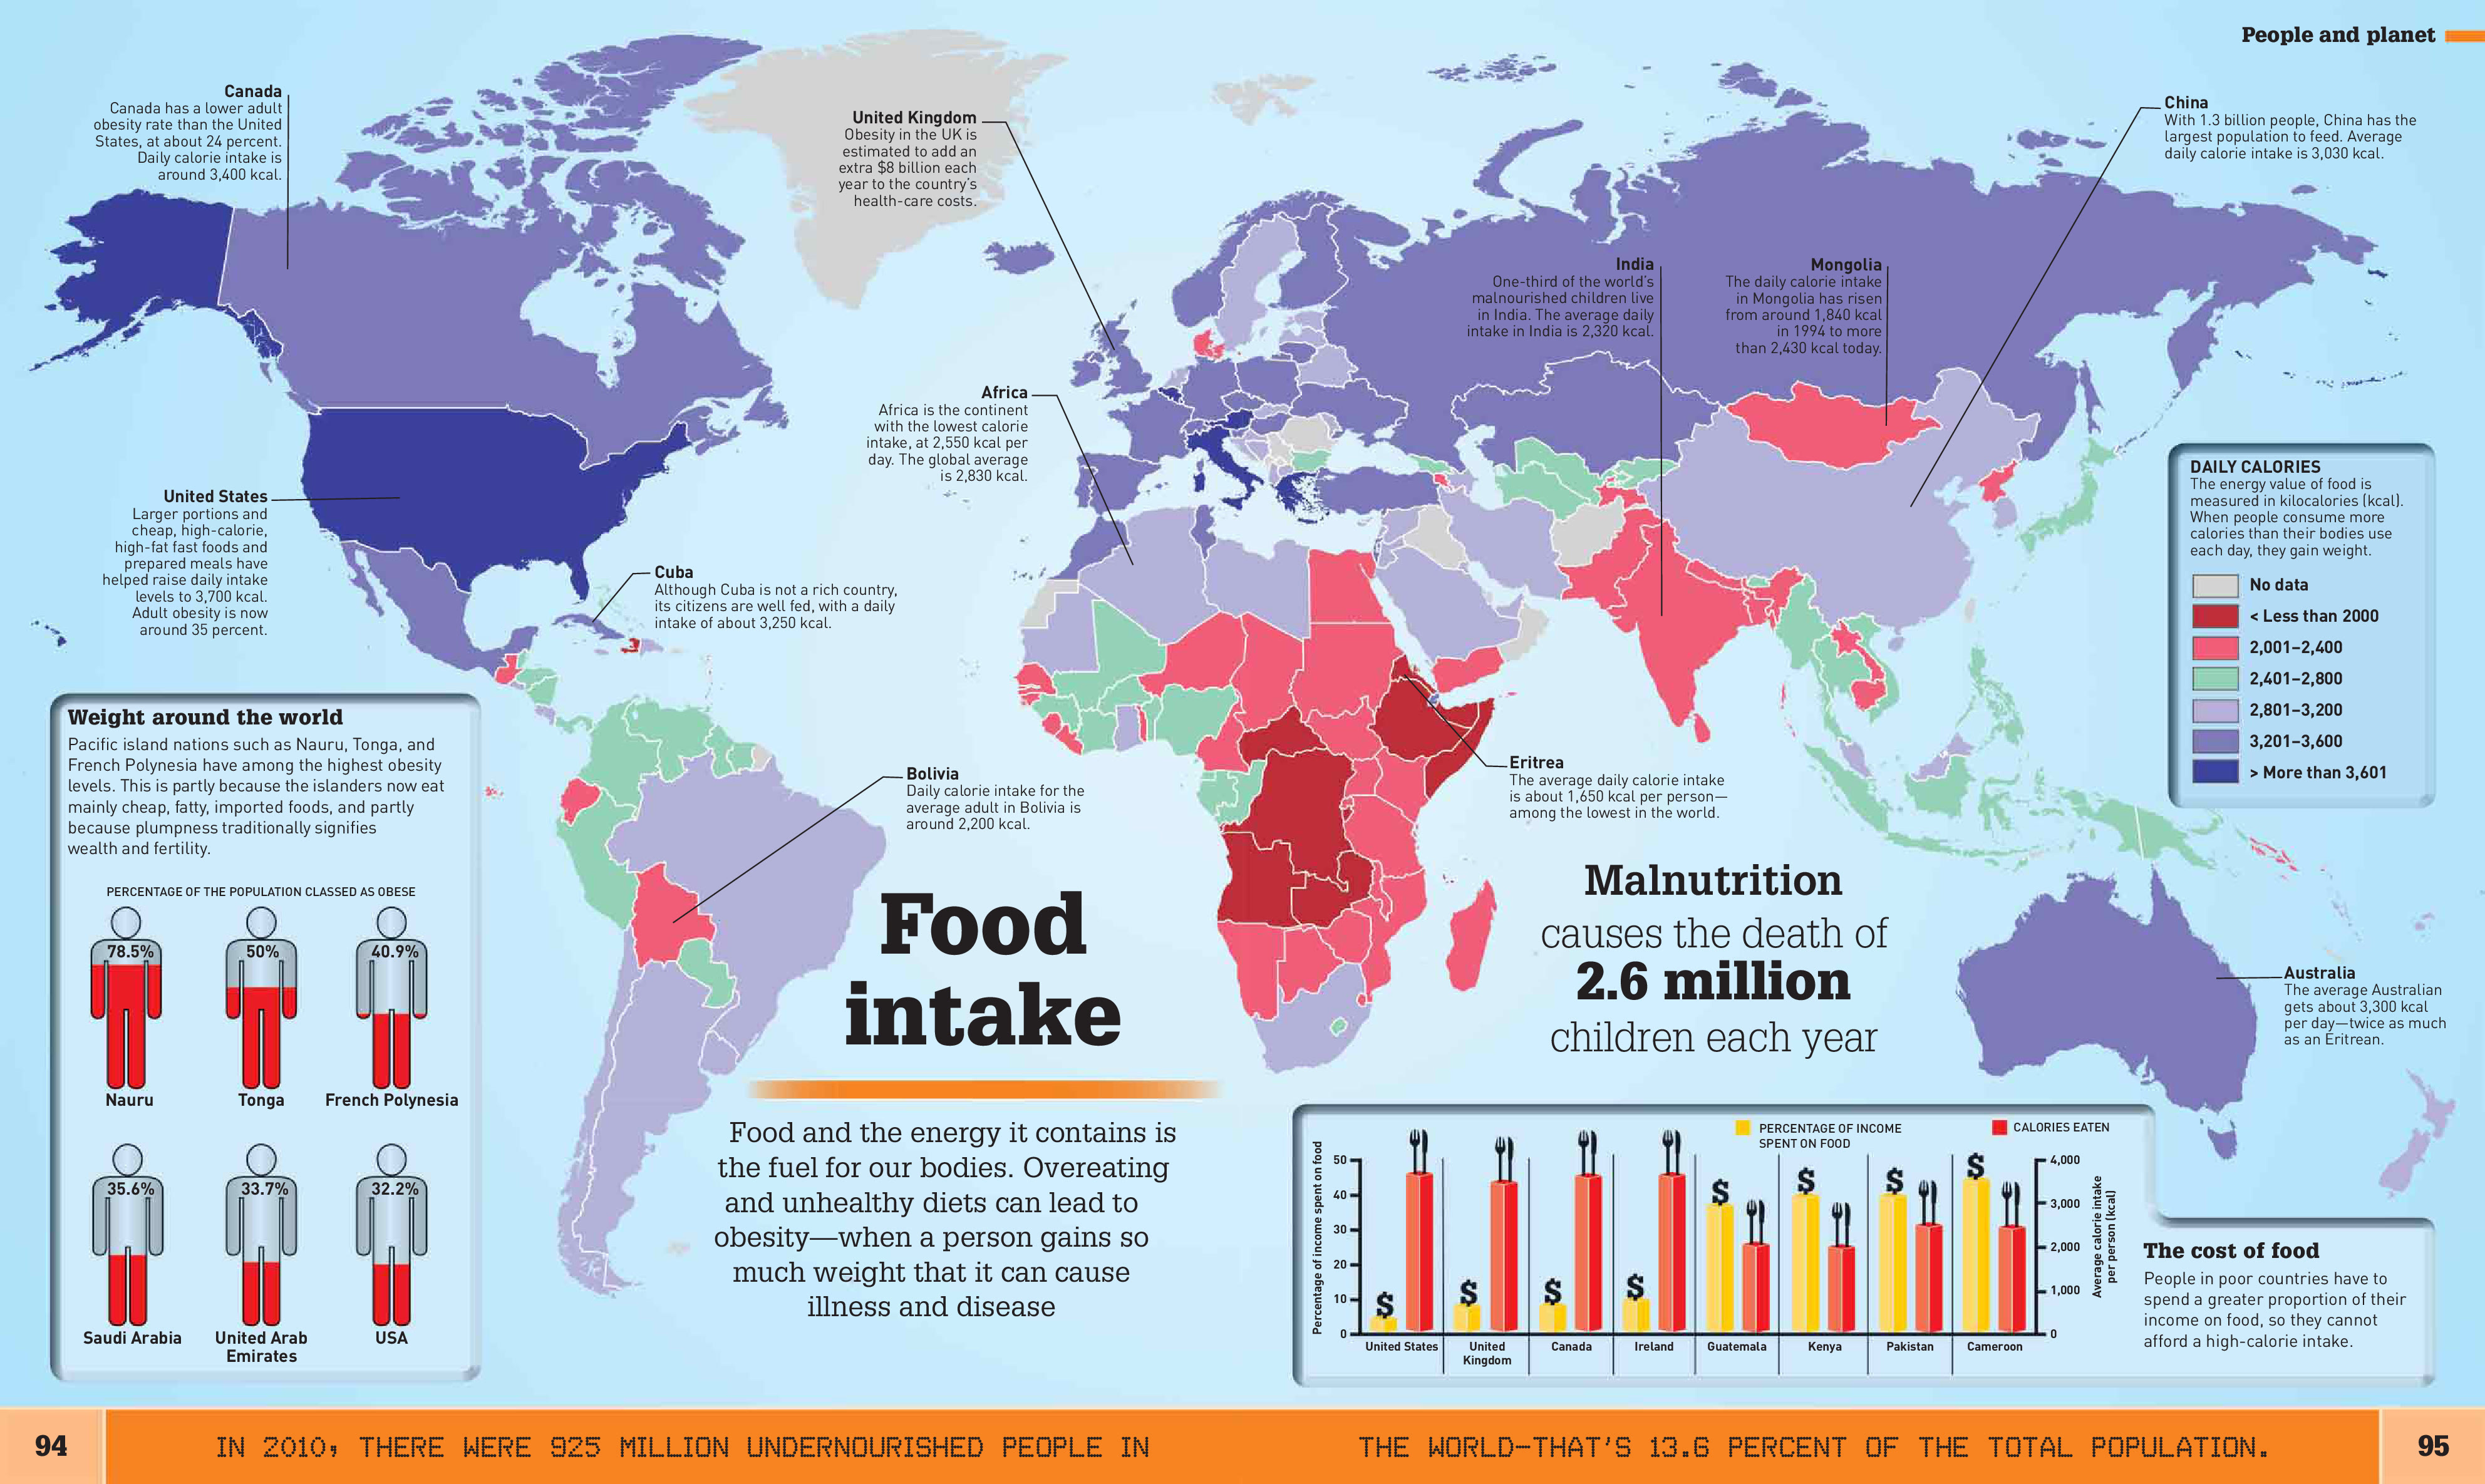 People and planet
Canada
Canada has a lower adult
obesity rate than the United
States, at about 24 percent.
Daily calorie intake is
around 3,400 kcal.
United Kingdom
Obesity in the UK is
estimated to add an
extra $8 billion each
year to the country's
health-care costs.
China
With 1.3 billion people, China has the
largest population to feed. Average
daily calorie intake is 3,030 kcal.
India
One-third of the world's
malnourished children live
in India. The average daily
intake in India is 2,320 kcal.
Mongolia
The daily calorie intake
in Mongolia has risen
from around 1,840 kcal
in 1994 to more
than 2,430 kcal today.
Africa
Africa is the continent
with the lowest calorie
intake, at 2,550 kcal per
day. The global average
is 2,830 kcal.
United States
Larger portions and
cheap, high-calorie,
high-fat fast foods and
prepared meals have
helped raise daily intake
levels to 3,700 kcal.
Adult obesity is now
around 35 percent.
Cuba
Although Cuba is not a rich country,
its citizens are well fed, with a daily
intake of about 3,250 kcal.
DAILY CALORIES
The energy value of food is
measured in kilocalories (kcal).
When people consume more
calories than their bodies use
each day, they gain weight.
No data
< Less than 2000
2,001–2,400
2,401–2,800
2,801–3,200
3,201–3,600
> More than 3,601
Weight around the world
Pacific island nations such as Nauru, Tonga, and
French Polynesia have among the highest obesity
levels. This is partly because the islanders now eat
mainly cheap, fatty, imported foods, and partly
because plumpness traditionally signifies
wealth and fertility.
PERCENTAGE OF THE POPULATION CLASSED AS OBESE
78.5%
50%
40.9%
Nauru
Tonga
French Polynesia
35.6%
33.7%
32.2%
Saudi Arabia
United Arab
Emirates
USA
Bolivia
Daily calorie intake for the
average adult in Bolivia is
around 2,200 kcal.
Eritrea
The average daily calorie intake
is about 1,650 kcal per person—
among the lowest in the world.
Food
intake
Food and the energy it contains is
the fuel for our bodies. Overeating
and unhealthy diets can lead to
obesity—when a person gains so
much weight that it can cause
illness and disease
Malnutrition
causes the death of
2.6 million
children each year
Australia
The average Australian
gets about 3,300 kcal
per day—twice as much
as an Eritrean.
PERCENTAGE OF INCOME
SPENT ON FOOD
CALORIES EATEN
Percentage of income spent on food
50
40
30
20
10
0
$
$
$
$
$
$
$
$
4,000
3,000
2,000
1,000
0
Average calorie intake
per person (kcal)
United States
United
Kingdom
Canada
Ireland
Guatemala
Kenya
Pakistan
Cameroon
The cost of food
People in poor countries have to
spend a greater proportion of their
income on food, so they cannot
afford a high-calorie intake.
94
IN 2010, THERE WERE 925 MILLION UNDERNOURISHED PEOPLE IN
THE WORLD–THAT'S 13.6 PERCENT OF THE TOTAL POPULATION.
95